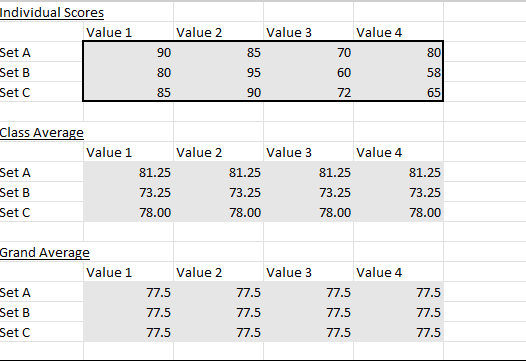 Individual Scores
Value 1 Value 2 Value 3 Value 4
Set A 90 85 70 80
Set B 80 95 60 58
Set C 85 90 72 65
Class Average
Value 1 Value 2 Value 3 Value 4
Set A 81.25 81.25 81.25 81.25
Set B 73.25 73.25 73.25 73.25
Set C 78.00 78.00 78.00 78.00
Grand Average
Value 1 Value 2 Value 3 Value 4
Set A 77.5 77.5 77.5 77.5
Set B 77.5 77.5 77.5 77.5
Set C 77.5 77.5 77.5 77.5